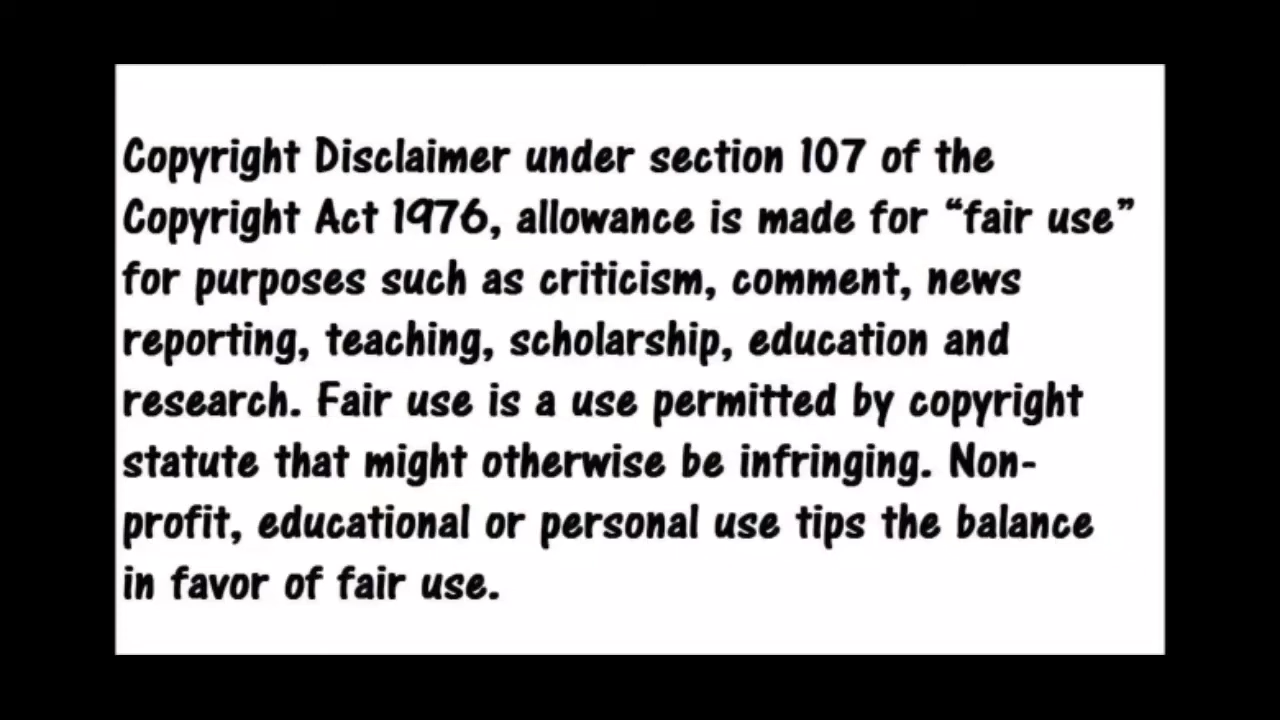 Copyright Disclaimer under section 107 of the
Copyright Act 1976, allowance is made for “fair use”
for purposes such as criticism, comment, news
reporting, teaching, scholarship, education and
research. Fair use is a use permitted by copyright
statute that might otherwise be infringing. Non-
profit, educational or personal use tips the balance
in favor of fair use.